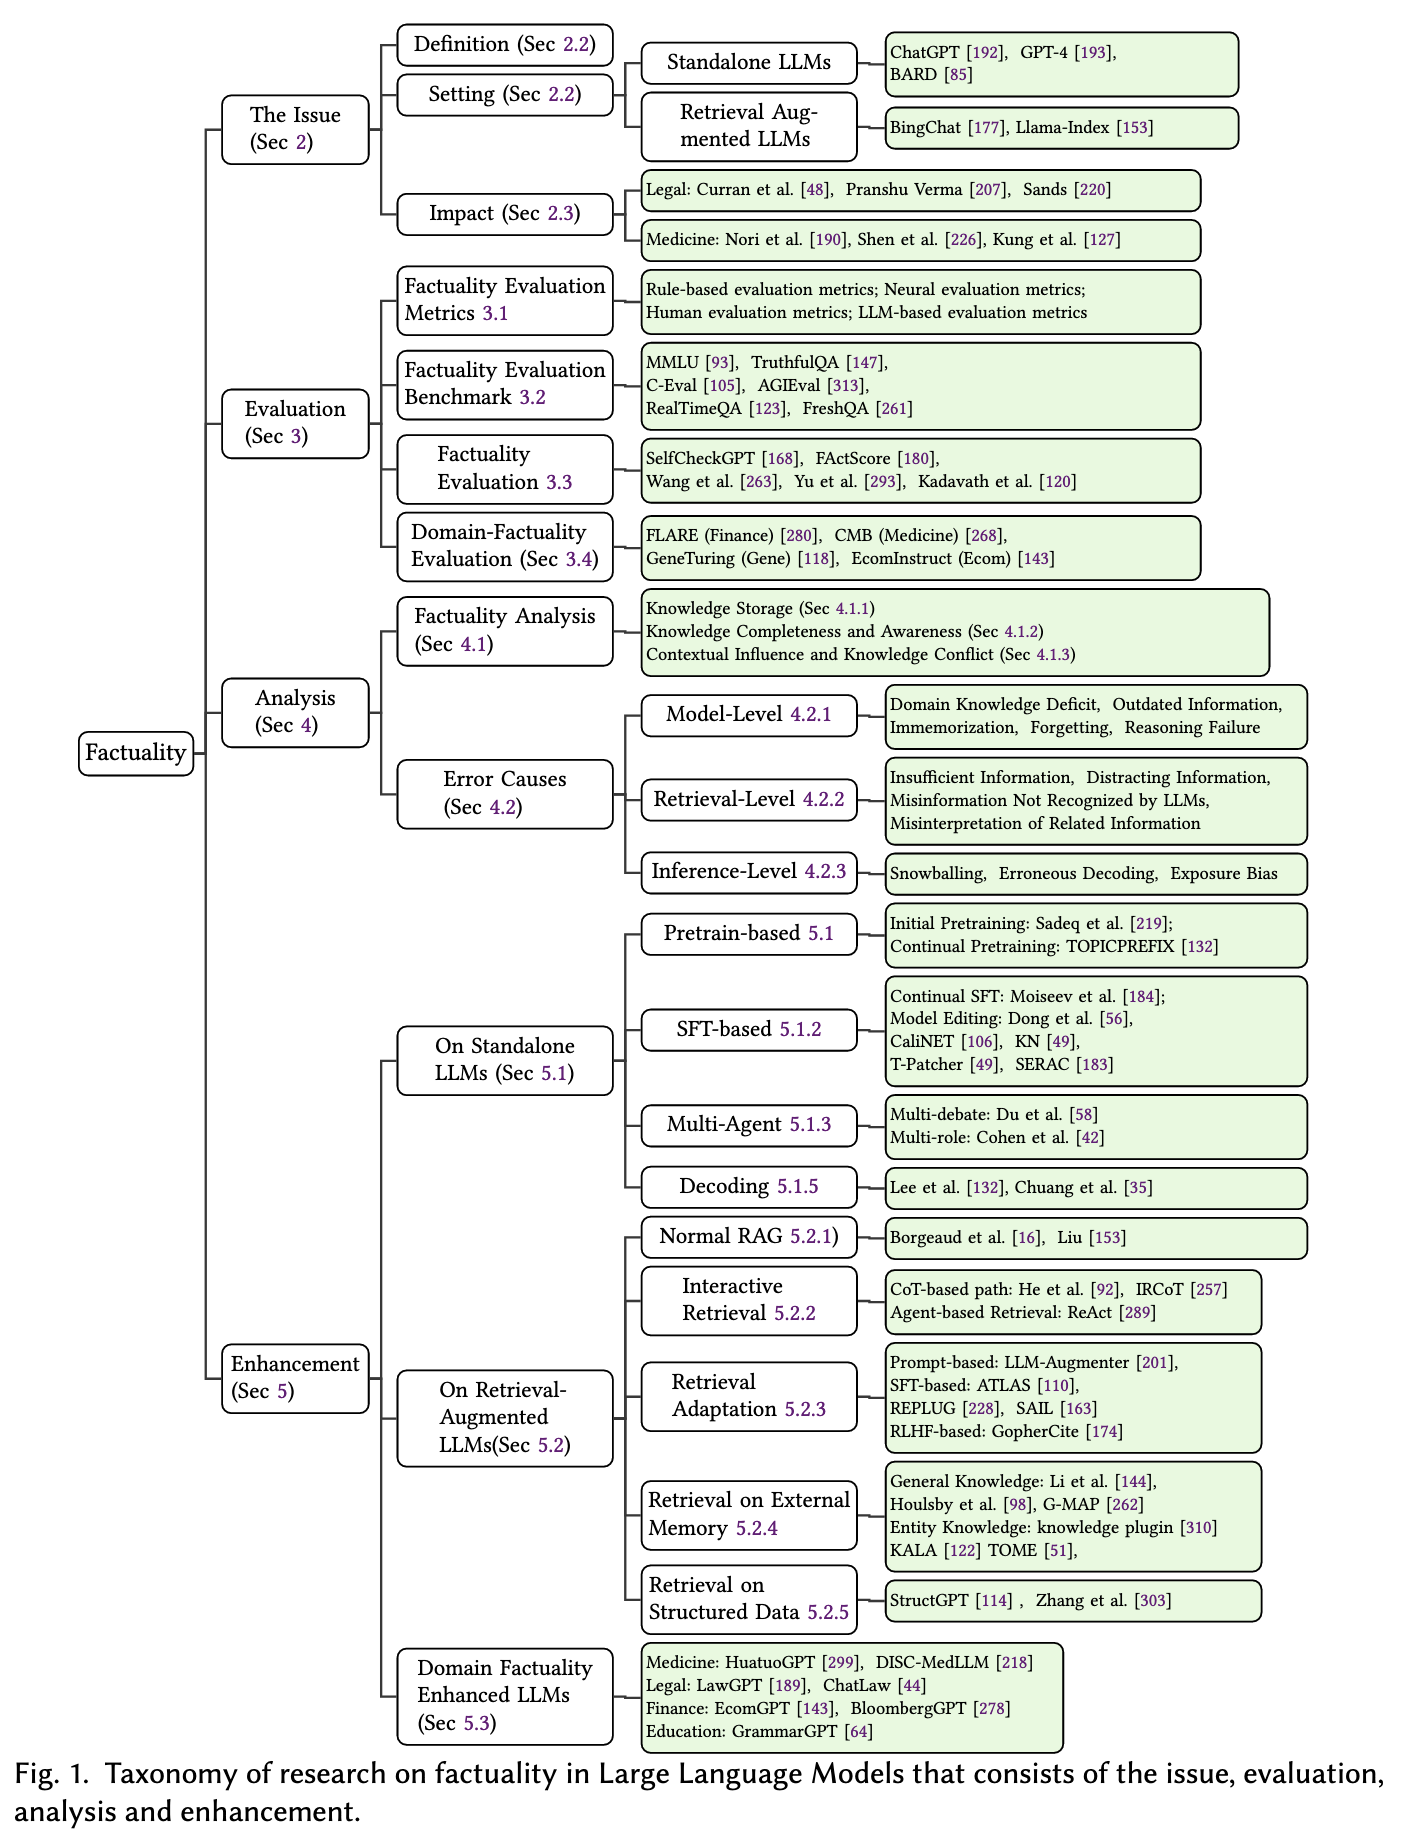 Factuality
The Issue
(Sec 2)
Definition (Sec 2.2)
Setting (Sec 2.2)
Standalone LLMs
ChatGPT [192], GPT-4 [193],
BARD [85]
Retrieval Aug-
mented LLMs
BingChat [177], Llama-Index [153]
Impact (Sec 2.3)
Legal: Curran et al. [48], Pranshu Verma [207], Sands [220]
Medicine: Nori et al. [190], Shen et al. [226], Kung et al. [127]
Evaluation
(Sec 3)
Factuality Evaluation
Metrics 3.1
Rule-based evaluation metrics; Neural evaluation metrics;
Human evaluation metrics; LLM-based evaluation metrics
Factuality Evaluation
Benchmark 3.2
MMLU [93], TruthfulQA [147],
C-Eval [105], AGIEval [313],
RealTimeQA [123], FreshQA [261]
Factuality
Evaluation 3.3
SelfCheckGPT [168], FActScore [180],
Wang et al. [263], Yu et al. [293], Kadavath et al. [120]
Domain-Factuality
Evaluation (Sec 3.4)
FLARE (Finance) [280], CMB (Medicine) [268],
GeneTuring (Gene) [118], EcomInstruct (Ecom) [143]
Analysis
(Sec 4)
Factuality Analysis
(Sec 4.1)
Knowledge Storage (Sec 4.1.1)
Knowledge Completeness and Awareness (Sec 4.1.2)
Contextual Influence and Knowledge Conflict (Sec 4.1.3)
Error Causes
(Sec 4.2)
Model-Level 4.2.1
Domain Knowledge Deficit, Outdated Information,
Immemorization, Forgetting, Reasoning Failure
Retrieval-Level 4.2.2
Insufficient Information, Distracting Information,
Misinformation Not Recognized by LLMs,
Misinterpretation of Related Information
Inference-Level 4.2.3
Snowballing, Erroneous Decoding, Exposure Bias
Enhancement
(Sec 5)
On Standalone
LLMs (Sec 5.1)
Pretrain-based 5.1
Initial Pretraining: Sadeq et al. [219];
Continual Pretraining: TOPICPREFIX [132]
SFT-based 5.1.2
Continual SFT: Moiseev et al. [184];
Model Editing: Dong et al. [56],
CaliNET [106], KN [49],
T-Patcher [49], SERAC [183]
Multi-Agent 5.1.3
Multi-debate: Du et al. [58]
Multi-role: Cohen et al. [42]
Decoding 5.1.5
Lee et al. [132], Chuang et al. [35]
On Retrieval-
Augmented
LLMs(Sec 5.2)
Normal RAG 5.2.1)
Borgeaud et al. [16], Liu [153]
Interactive
Retrieval 5.2.2
CoT-based path: He et al. [92], IRCoT [257]
Agent-based Retrieval: ReAct [289]
Retrieval
Adaptation 5.2.3
Prompt-based: LLM-Augmenter [201],
SFT-based: ATLAS [110],
REPLUG [228], SAIL [163]
RLHF-based: GopherCite [174]
Retrieval on External
Memory 5.2.4
General Knowledge: Li et al. [144],
Houlsby et al. [98], G-MAP [262]
Entity Knowledge: knowledge plugin [310]
KALA [122] TOME [51],
Retrieval on
Structured Data 5.2.5
StructGPT [114] , Zhang et al. [303]
Domain Factuality
Enhanced LLMs
(Sec 5.3)
Medicine: HuatuoGPT [299], DISC-MedLLM [218]
Legal: LawGPT [189], ChatLaw [44]
Finance: EcomGPT [143], BloombergGPT [278]
Education: GrammarGPT [64]
Fig. 1. Taxonomy of research on factuality in Large Language Models that consists of the issue, evaluation,
analysis and enhancement.